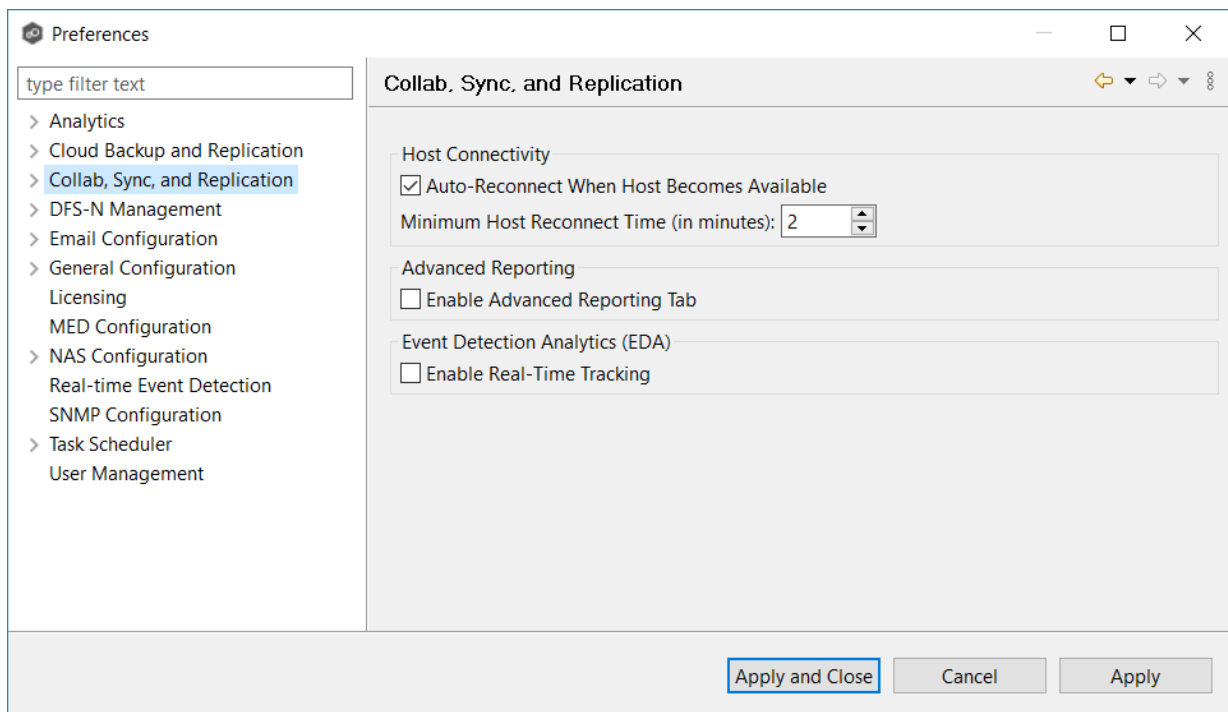 Preferences
type filter text
Analytics
Cloud Backup and Replication
Collab, Sync, and Replication
DFS-N Management
Email Configuration
General Configuration
Licensing
MED Configuration
NAS Configuration
Real-time Event Detection
SNMP Configuration
Task Scheduler
User Management
Collab, Sync, and Replication
Host Connectivity
Auto-Reconnect When Host Becomes Available
Minimum Host Reconnect Time (in minutes): 2
Advanced Reporting
Enable Advanced Reporting Tab
Event Detection Analytics (EDA)
Enable Real-Time Tracking
Apply and Close Cancel Apply